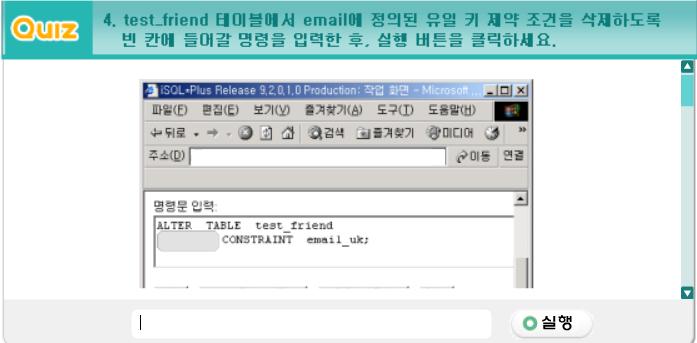 Quiz
4. test_friend 테이블에서 email에 정의된 유일 키 제약 조건을 삭제하도록
빈 칸에 들어갈 명령을 입력한 후, 실행 버튼을 클릭하세요.
iSQL*Plus Release 9,2,0,1,0 Production: 작업 화면 - Microsoft ...
파일(F) 편집(E) 보기(V) 즐겨찾기(A) 도구(T) 도움말(H)
뒤로 검색 즐겨찾기 미디어 »
주소(D) 이동 연결
명령문 입력:
ALTER TABLE test_friend
CONSTRAINT email_uk;
실행